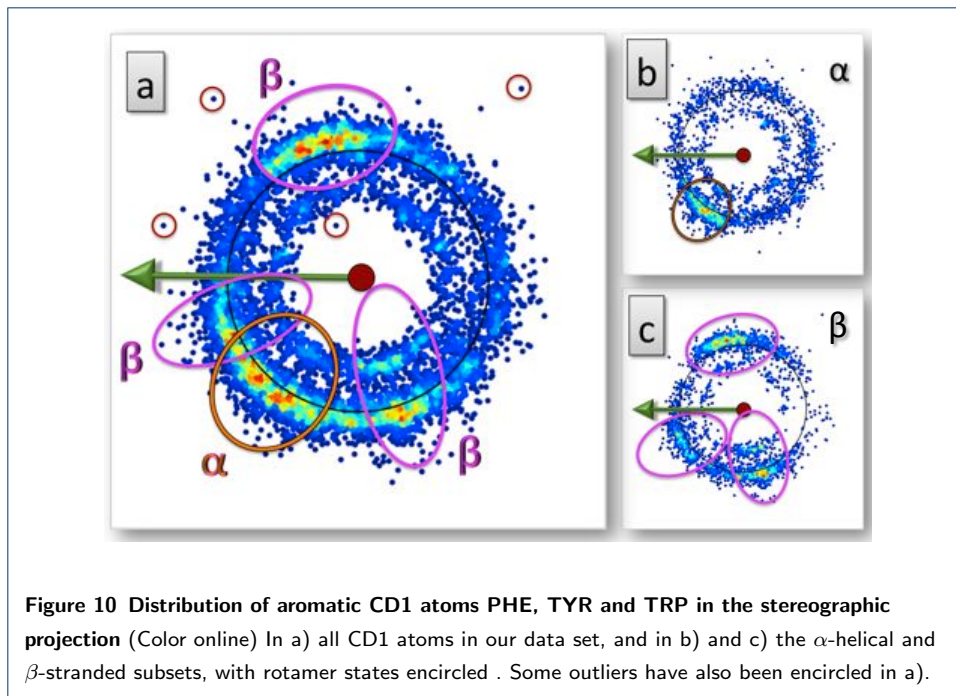 a
β
β
α
β
b
α
c
β
Figure 10 Distribution of aromatic CD1 atoms PHE, TYR and TRP in the stereographic
projection (Color online) In a) all CD1 atoms in our data set, and in b) and c) the α-helical and
β-stranded subsets, with rotamer states encircled . Some outliers have also been encircled in a).